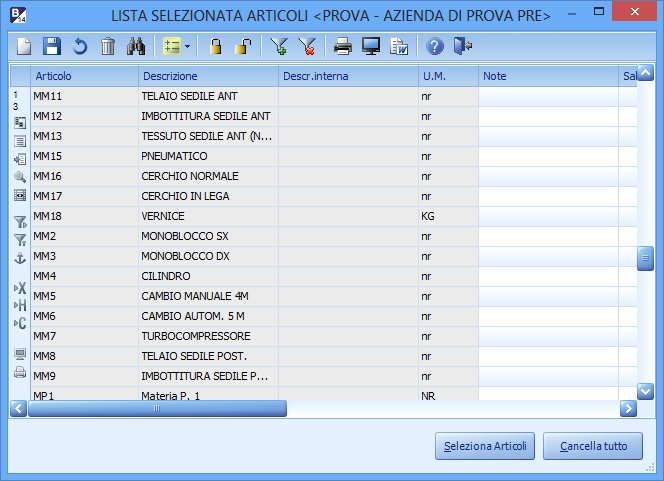 B 14 LISTA SELEZIONATA ARTICOLI <PROVA - AZIENDA DI PROVA PRE>
Articolo Descrizione Descr.interna U.M. Note Sal
MM11 TELAIO SEDILE ANT nr
MM12 IMBOTTITURA SEDILE ANT nr
MM13 TESSUTO SEDILE ANT (N... nr
MM15 PNEUMATICO nr
MM16 CERCHIO NORMALE nr
MM17 CERCHIO IN LEGA nr
MM18 VERNICE KG
MM2 MONOBLOCCO SX nr
MM3 MONOBLOCCO DX nr
MM4 CILINDRO nr
MM5 CAMBIO MANUALE 4M nr
MM6 CAMBIO AUTOM. 5 M nr
MM7 TURBOCOMPRESSORE nr
MM8 TELAIO SEDILE POST. nr
MM9 IMBOTTITURA SEDILE P... nr
MP1 Materia P. 1 NR
1
3
X
H
C
Seleziona Articoli Cancella tutto